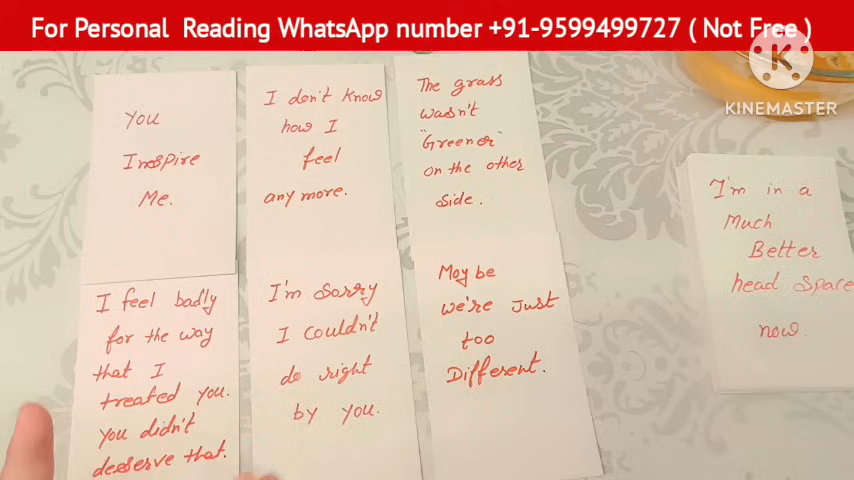 For Personal Reading WhatsApp number +91-9599499727 ( Not Free )
KINEMASTER
You
Inspire
Me.
I don't know
how I
feel
any more.
The grass
wasn't
"Greener"
on the other
side.
I'm in a
Much
Better
head space
now.
I feel badly
for the way
that I
treated you.
You didn't
deserve that.
I'm sorry
I couldn't
do right
by you.
Maybe
we're Just
too
Different.